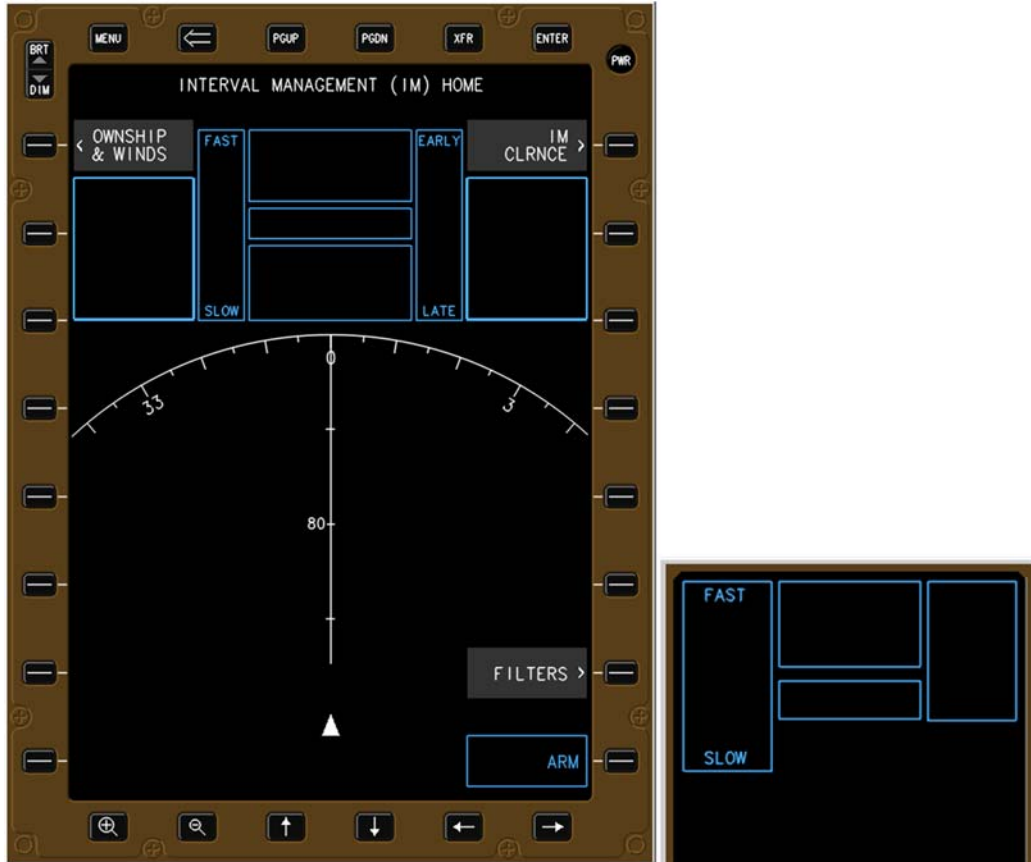 MENU
PGUP
PGDN
XFR
ENTER
BRT
DIM
PWR
INTERVAL MANAGEMENT (IM) HOME
< OWNSHIP
& WINDS
FAST
EARLY
IM >
CLRNCE
SLOW
LATE
0
33
3
80
FILTERS >
ARM
FAST
SLOW